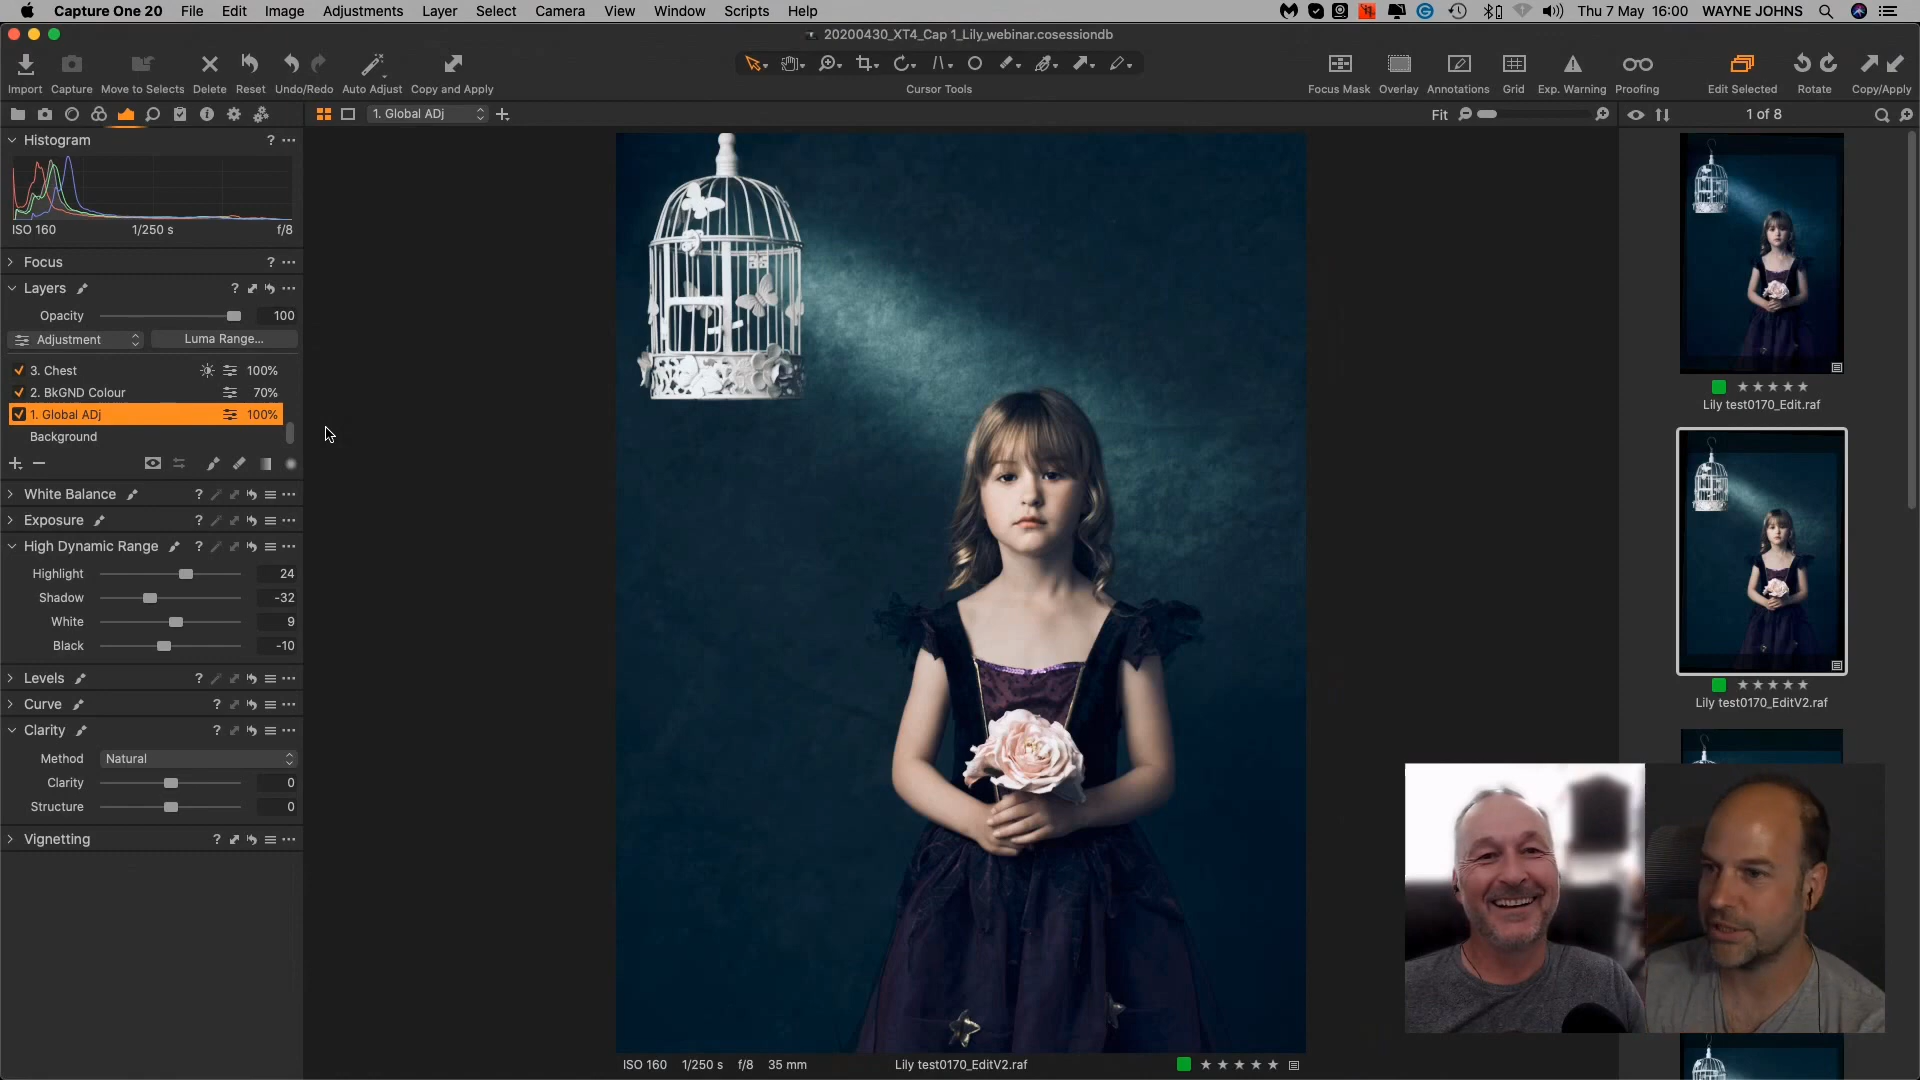 Capture One 20 File Edit Image Adjustments Layer Select Camera View Window Scripts Help Thu 7 May 16:00 WAYNE JOHNS
20200430_XT4_Cap 1_Lily_webinar.cosessiondb
Import Capture Move to Selects Delete Reset Undo/Redo Auto Adjust Copy and Apply Cursor Tools Focus Mask Overlay Annotations Grid Exp. Warning Proofing Edit Selected Rotate Copy/Apply
1. Global ADj Fit 1 of 8
Histogram ? ...
ISO 160 1/250 s f/8
Focus ? ...
Layers ? ...
Opacity 100
Adjustment Luma Range...
3. Chest 100%
2. BkGND Colour 70%
1. Global ADj 100%
Background
White Balance ? ...
Exposure ? ...
High Dynamic Range ? ...
Highlight 24
Shadow -32
White 9
Black -10
Levels ? ...
Curve ? ...
Clarity ? ...
Method Natural
Clarity 0
Structure 0
Vignetting ? ...
ISO 160 1/250 s f/8 35 mm Lily test0170_EditV2.raf
Lily test0170_Edit.raf
Lily test0170_EditV2.raf